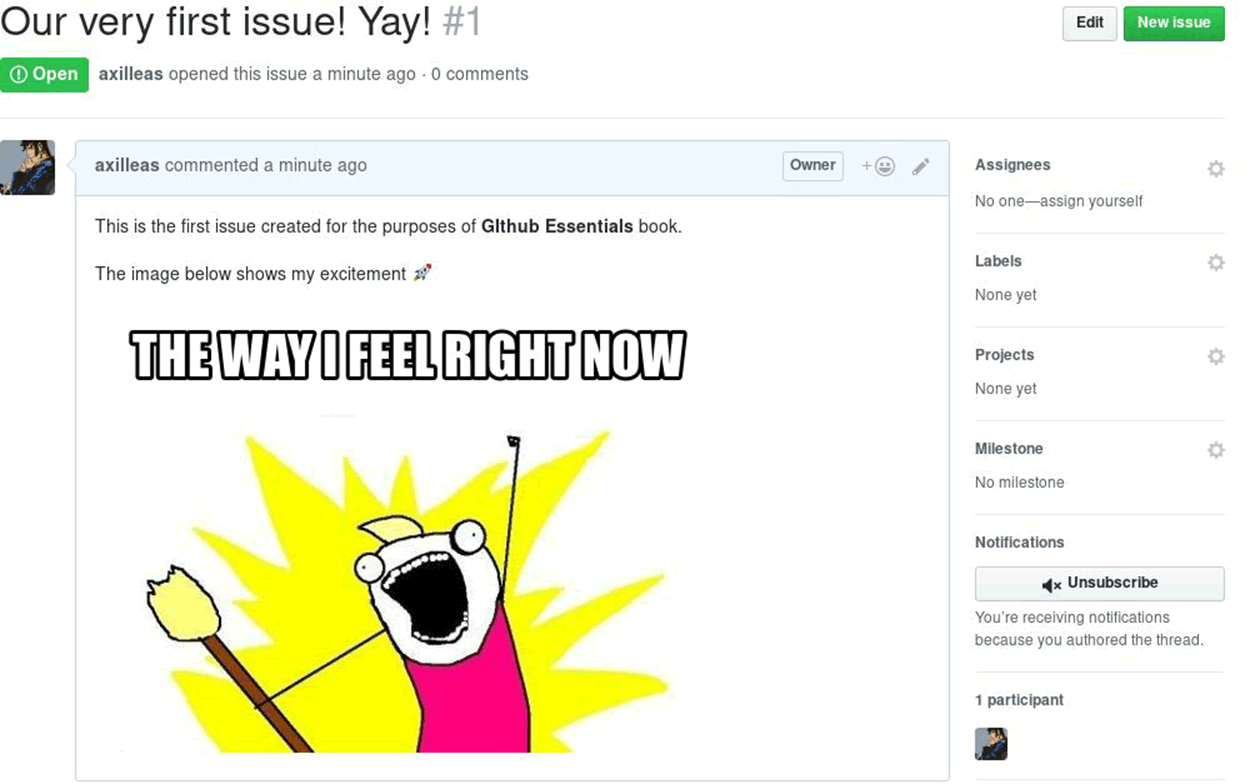 Our very first issue! Yay! #1
Edit
New issue
Open
axilleas opened this issue a minute ago · 0 comments
axilleas commented a minute ago
Owner
This is the first issue created for the purposes of GIthub Essentials book.
The image below shows my excitement 🚀
THE WAY I FEEL RIGHT NOW
Assignees
No one—assign yourself
Labels
None yet
Projects
None yet
Milestone
No milestone
Notifications
Unsubscribe
You're receiving notifications
because you authored the thread.
1 participant